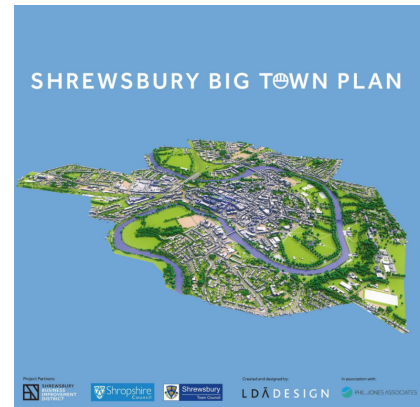 SHREWSBURY BIG TOWN PLAN
Project Partners:
SHREWSBURY
BUSINESS
IMPROVEMENT
DISTRICT
Shropshire
Council
Shrewsbury
Town Council
Created and designed by:
LDĀDESIGN
In association with:
PHIL JONES ASSOCIATES